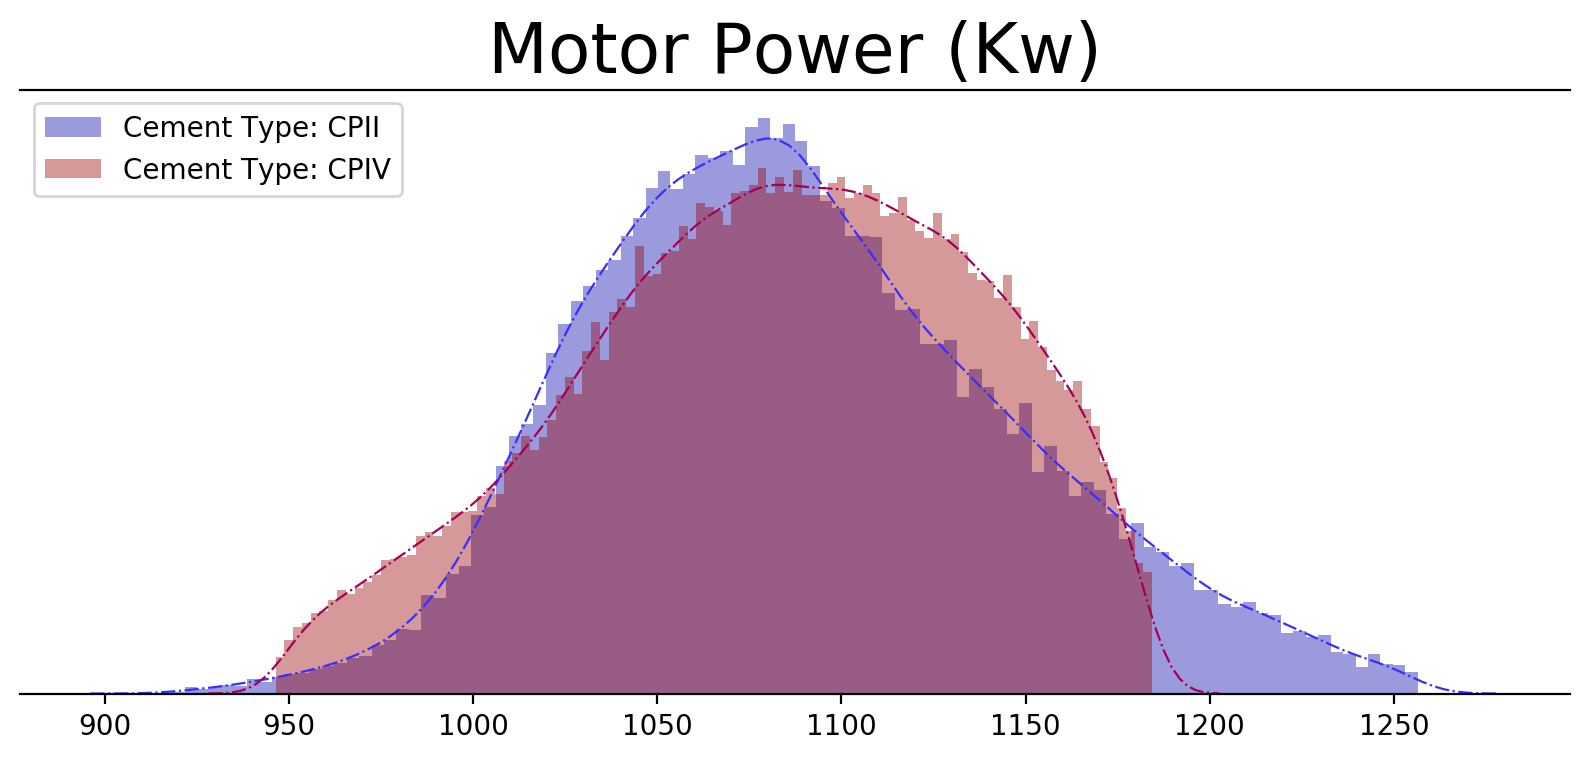 Motor Power (Kw)
Cement Type: CPII
Cement Type: CPIV
900 950 1000 1050 1100 1150 1200 1250